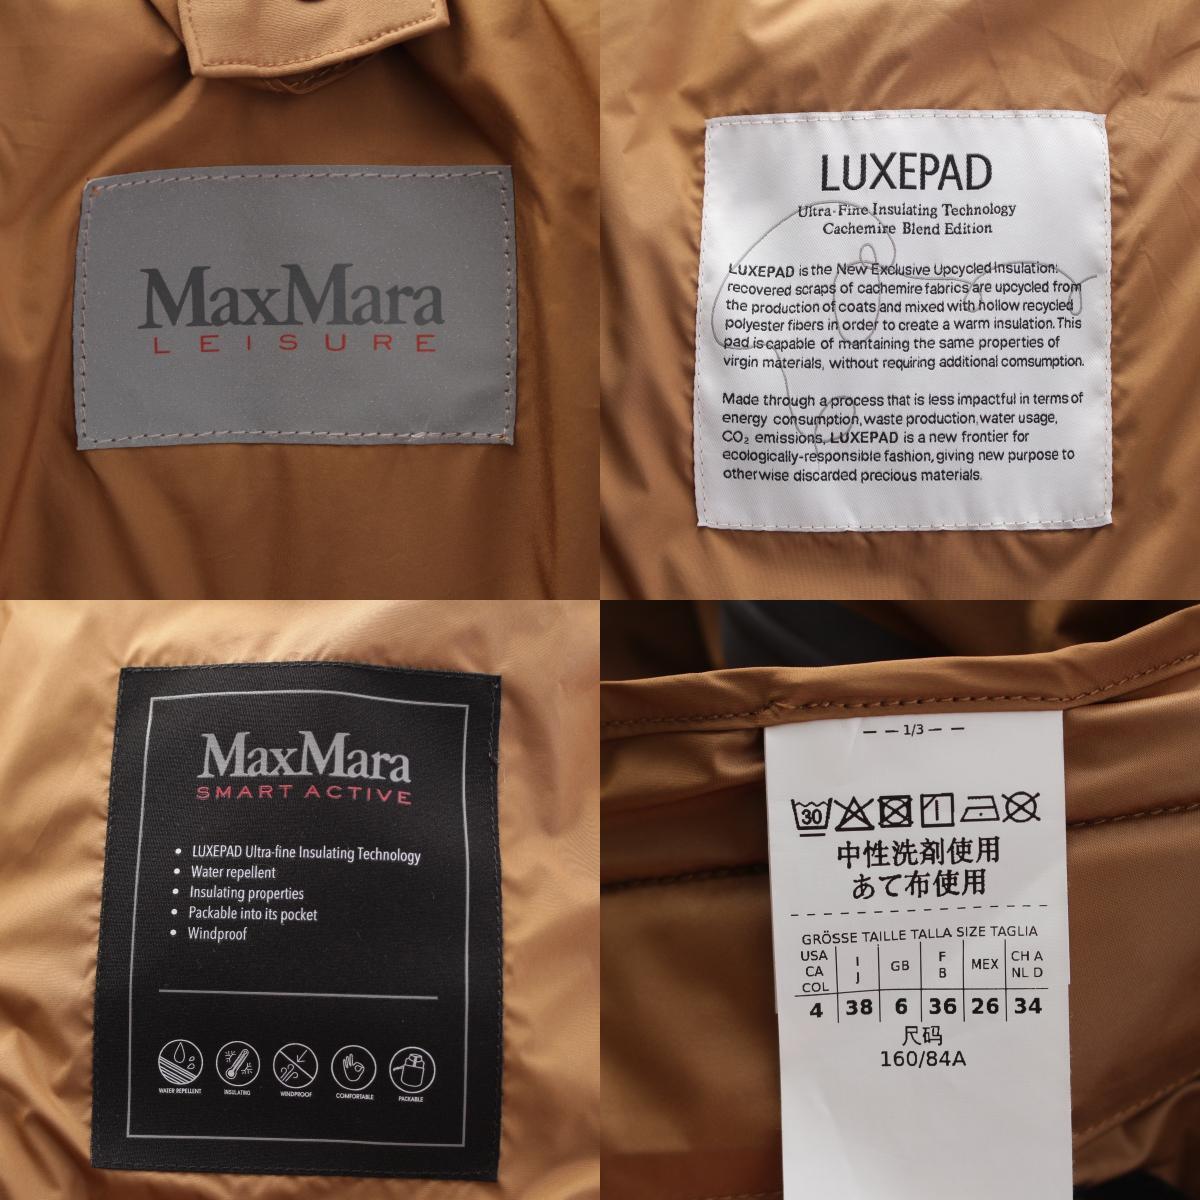 MaxMara
LEISURE
LUXEPAD
Ultra-Fine Insulating Technology
Cachemire Blend Edition
LUXEPAD is the New Exclusive Upcycled Insulation:
recovered scraps of cachemire fabrics are upcycled from
the production of coats and mixed with hollow recycled
polyester fibers in order to create a warm insulation. This
pad is capable of mantaining the same properties of
virgin materials, without requiring additional comsumption.
Made through a process that is less impactful in terms of
energy consumption, waste production, water usage,
CO₂ emissions, LUXEPAD is a new frontier for
ecologically-responsible fashion, giving new purpose to
otherwise discarded precious materials.
MaxMara
SMART ACTIVE
• LUXEPAD Ultra-fine Insulating Technology
• Water repellent
• Insulating properties
• Packable into its pocket
• Windproof
WATER REPELLENT INSULATING WINDPROOF COMFORTABLE PACKABLE
— — 1/3 — —
30
中性洗剤使用
あて布使用
GRÖSSE TAILLE TALLA SIZE TAGLIA
USA CA COL I J GB F B MEX CH A NL D
4 38 6 36 26 34
尺码
160/84A